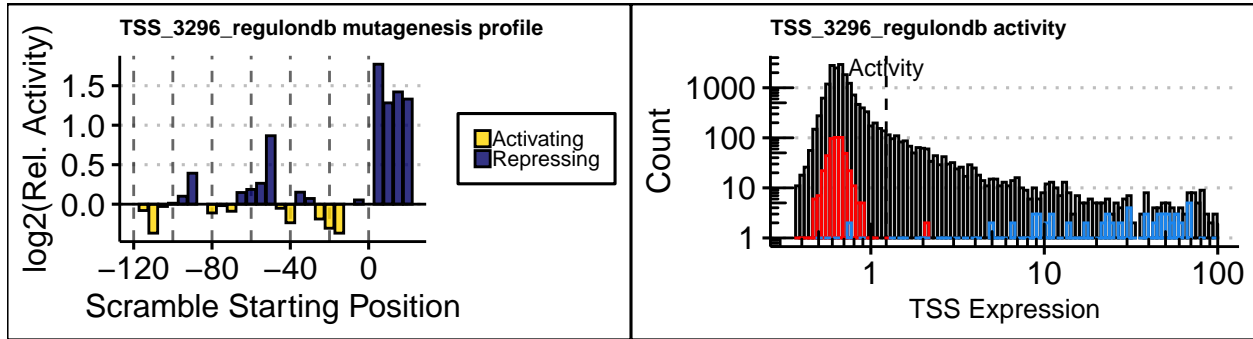 TSS_3296_regulondb mutagenesis profile
log2(Rel. Activity)
1.5
1.0
0.5
0.0
−120 −80 −40 0
Scramble Starting Position
Activating
Repressing
TSS_3296_regulondb activity
Activity
Count
1000
100
10
1
1 10 100
TSS Expression